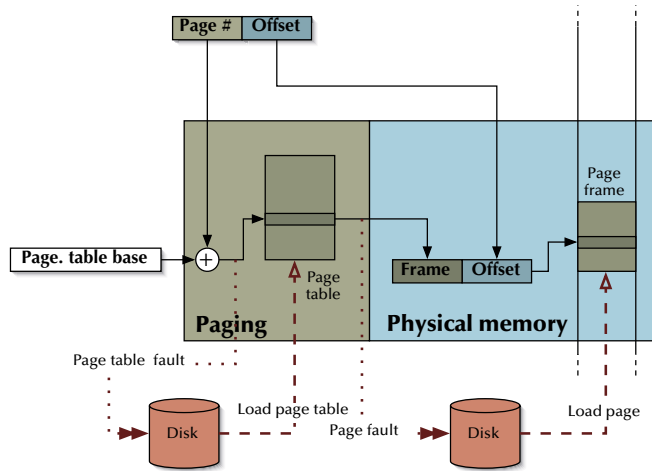 Page # Offset
Page
frame
Page. table base
+
Frame Offset
Page
table
Paging
Physical memory
Page table fault
Load page table
Load page
Page fault
Disk
Disk